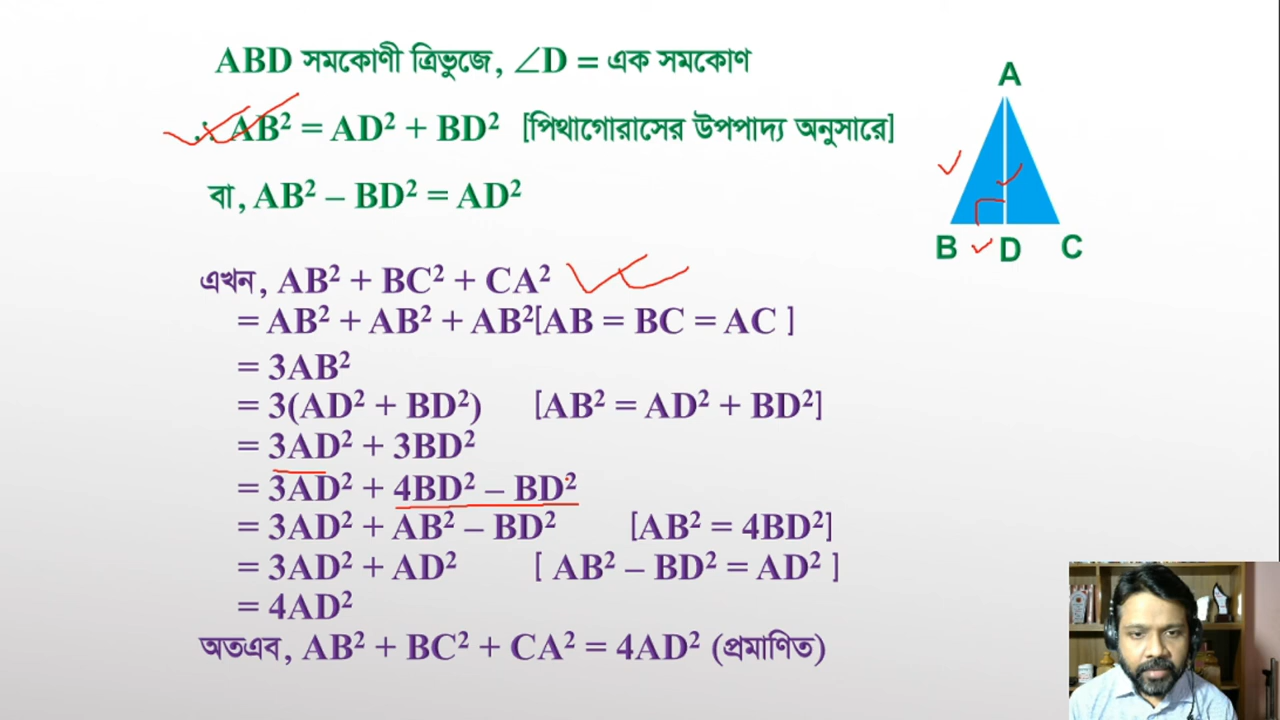 ABD সমকোণী ত্রিভুজে, ∠D = এক সমকোণ
∴ AB² = AD² + BD² [পিথাগোরাসের উপপাদ্য অনুসারে]
বা, AB² – BD² = AD²
এখন, AB² + BC² + CA²
= AB² + AB² + AB²[AB = BC = AC ]
= 3AB²
= 3(AD² + BD²) [AB² = AD² + BD²]
= 3AD² + 3BD²
= 3AD² + 4BD² – BD²
= 3AD² + AB² – BD² [AB² = 4BD²]
= 3AD² + AD² [ AB² – BD² = AD² ]
= 4AD²
অতএব, AB² + BC² + CA² = 4AD² (প্রমাণিত)
A
B D C